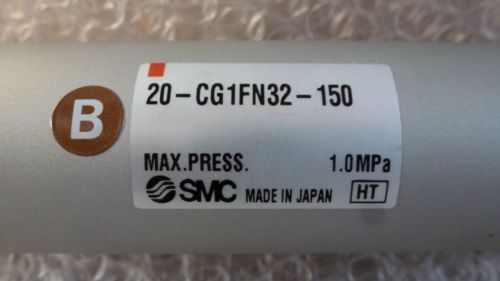 B
20-CG1FN32-150
MAX.PRESS. 1.0MPa
SMC MADE IN JAPAN HT